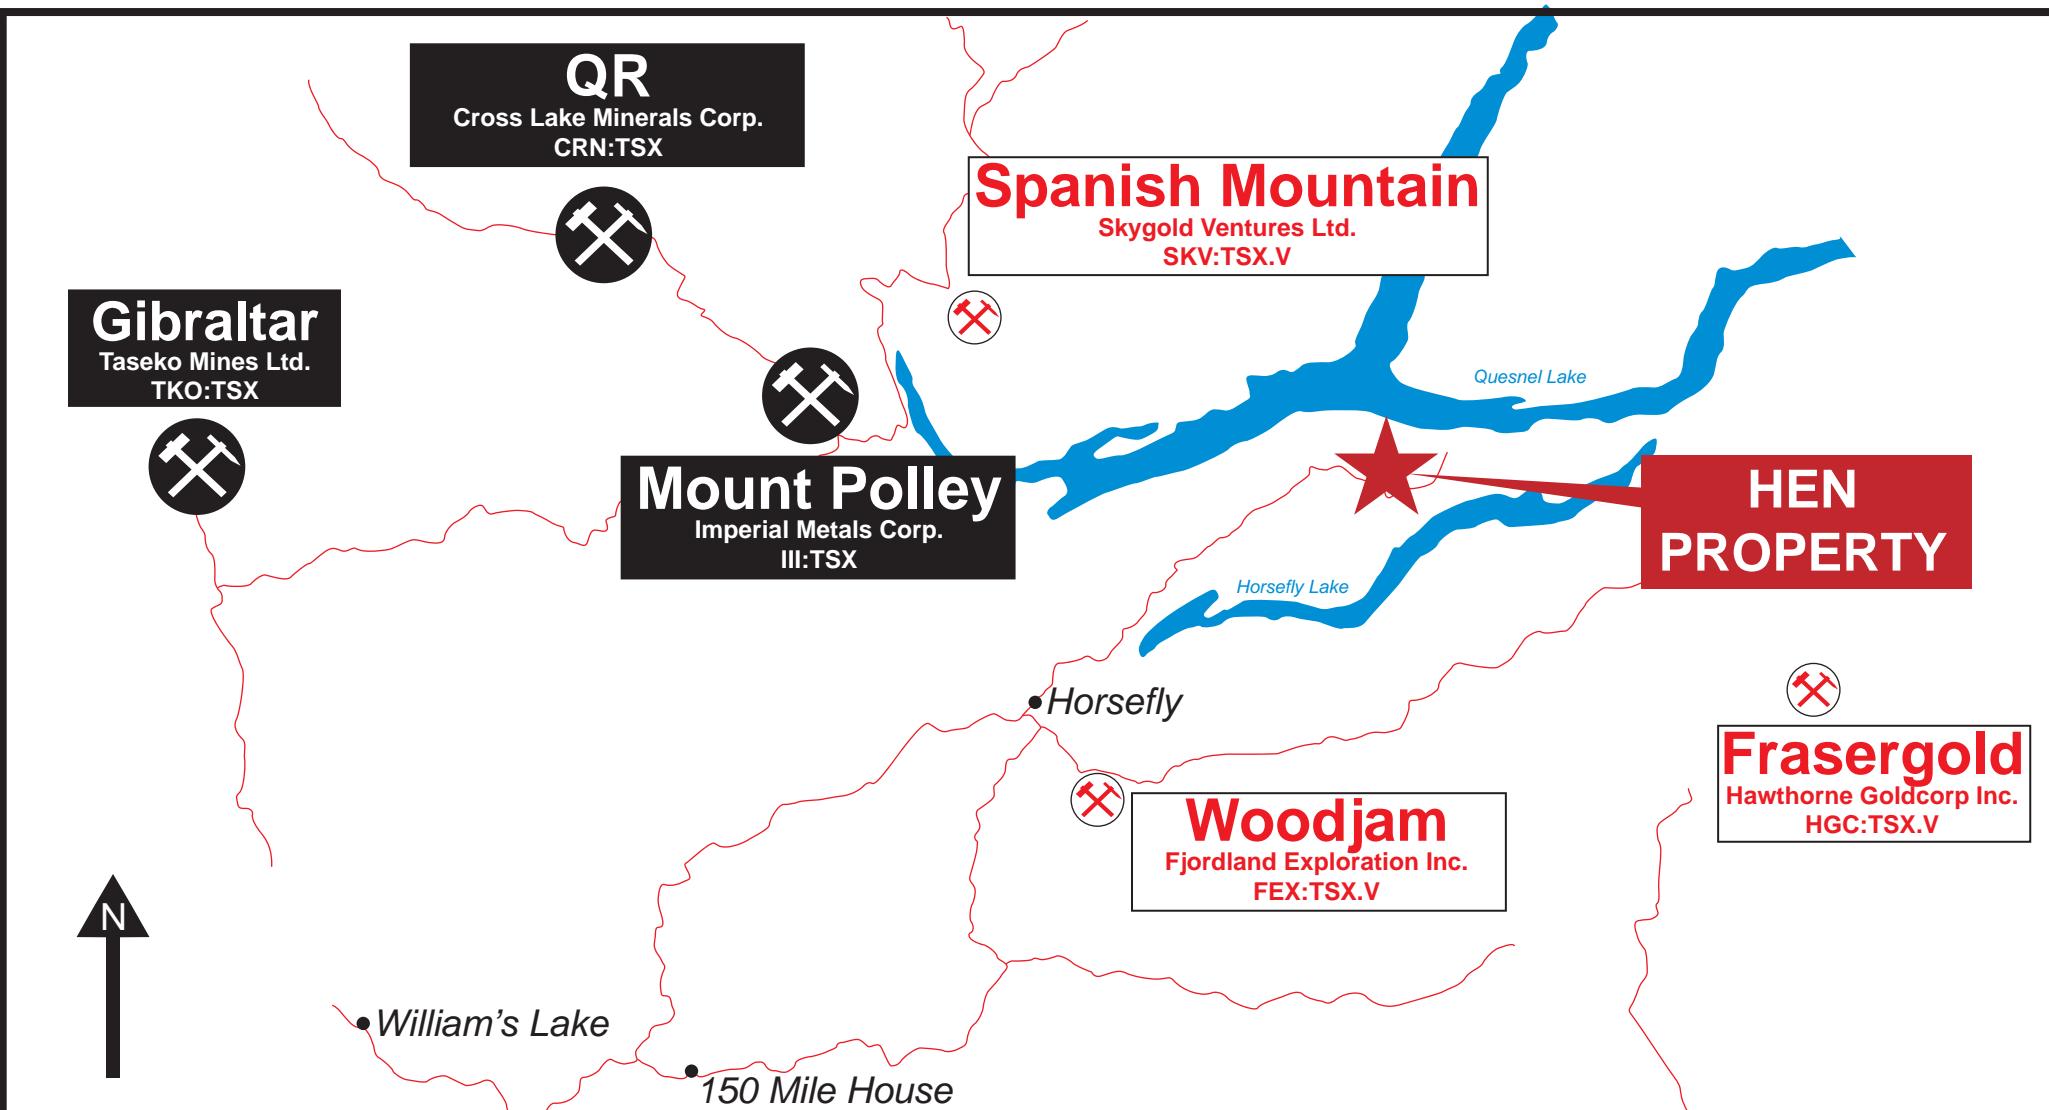 QR
Cross Lake Minerals Corp.
CRN:TSX
Spanish Mountain
Skygold Ventures Ltd.
SKV:TSX.V
Gibraltar
Taseko Mines Ltd.
TKO:TSX
Quesnel Lake
Mount Polley
Imperial Metals Corp.
III:TSX
HEN
PROPERTY
Horsefly Lake
Horsefly
Frasergold
Hawthorne Goldcorp Inc.
HGC:TSX.V
Woodjam
Fjordland Exploration Inc.
FEX:TSX.V
N
William's Lake
150 Mile House